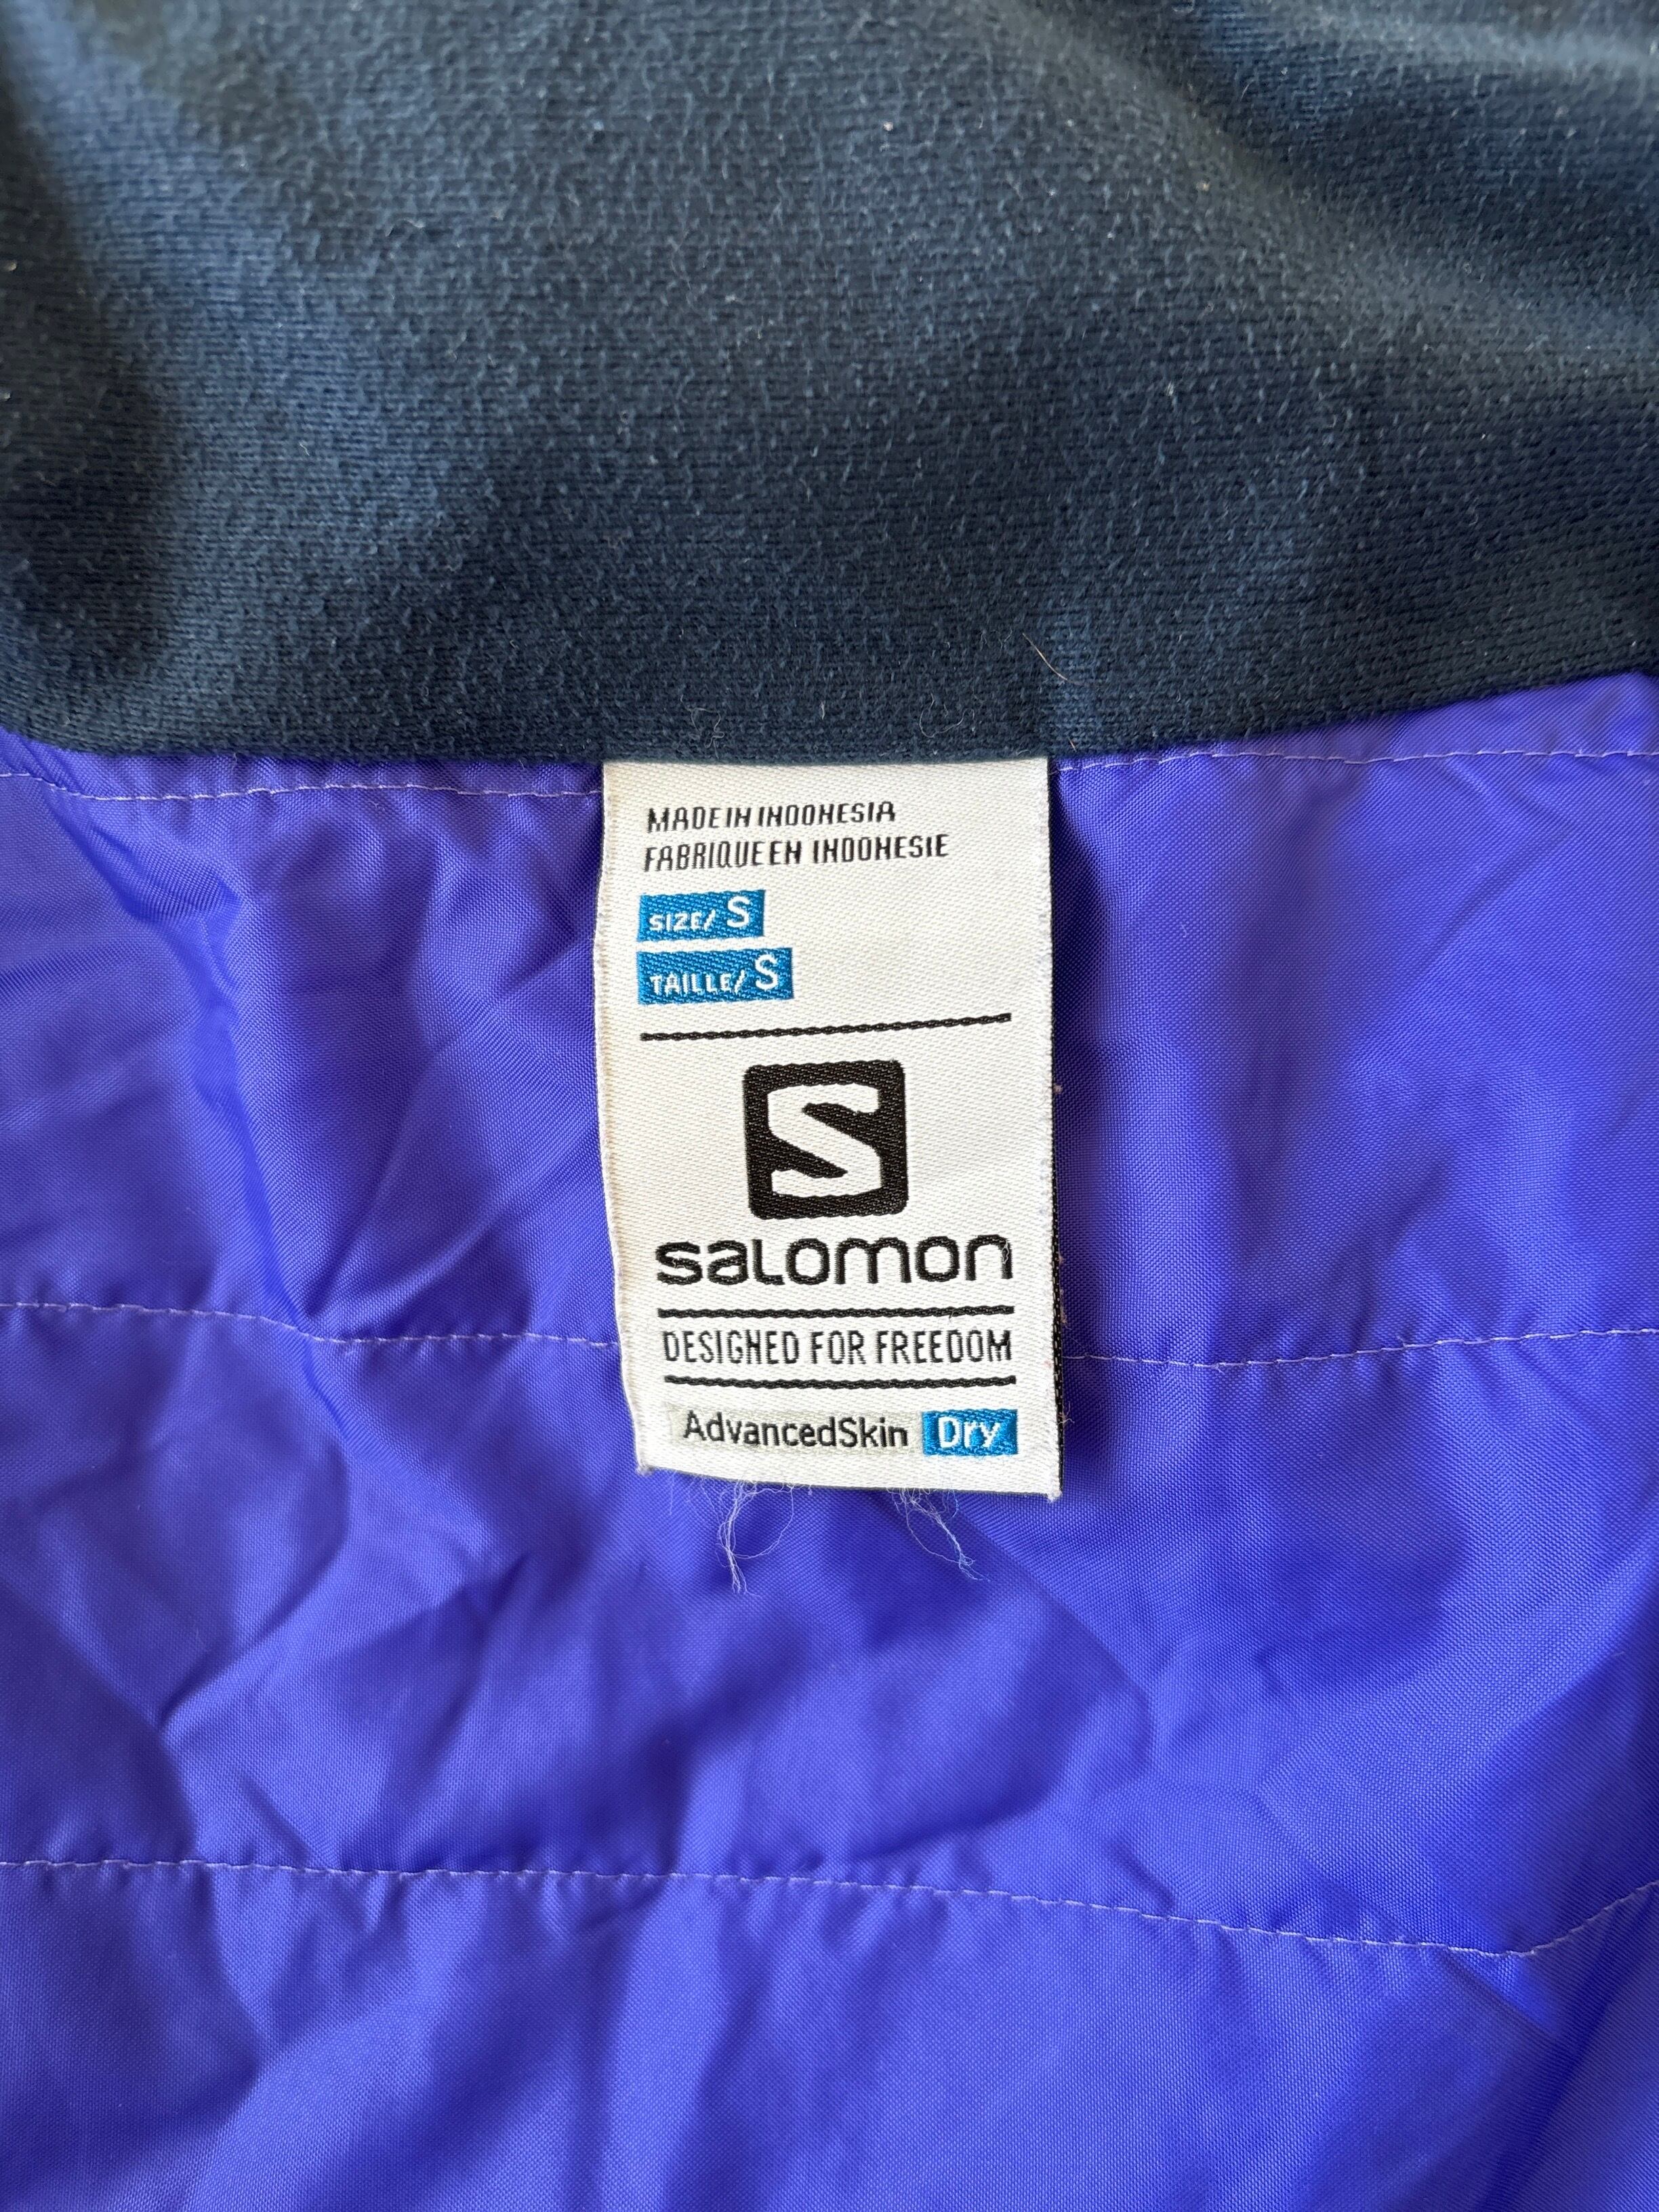 MADE IN INDONESIA
FABRIQUE EN INDONESIE
SIZE/ S
TAILLE/ S
S
salomon
DESIGNED FOR FREEDOM
AdvancedSkin Dry